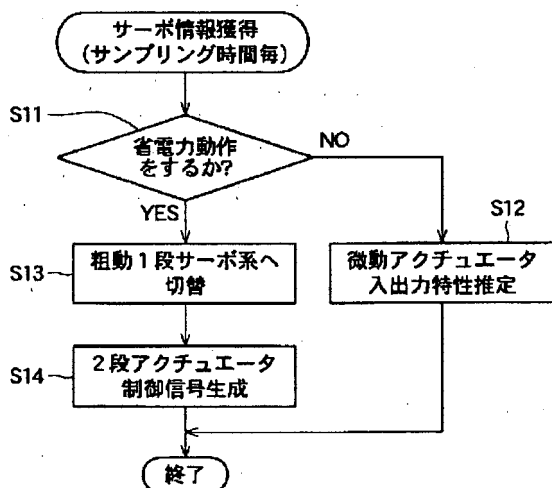 サーボ情報獲得
(サンプリング時間毎)
S11
省電力動作
をするか?
NO
YES
S12
S13
粗動1段サーボ系へ
切替
微動アクチュエータ
入出力特性推定
S14
2段アクチュエータ
制御信号生成
終了